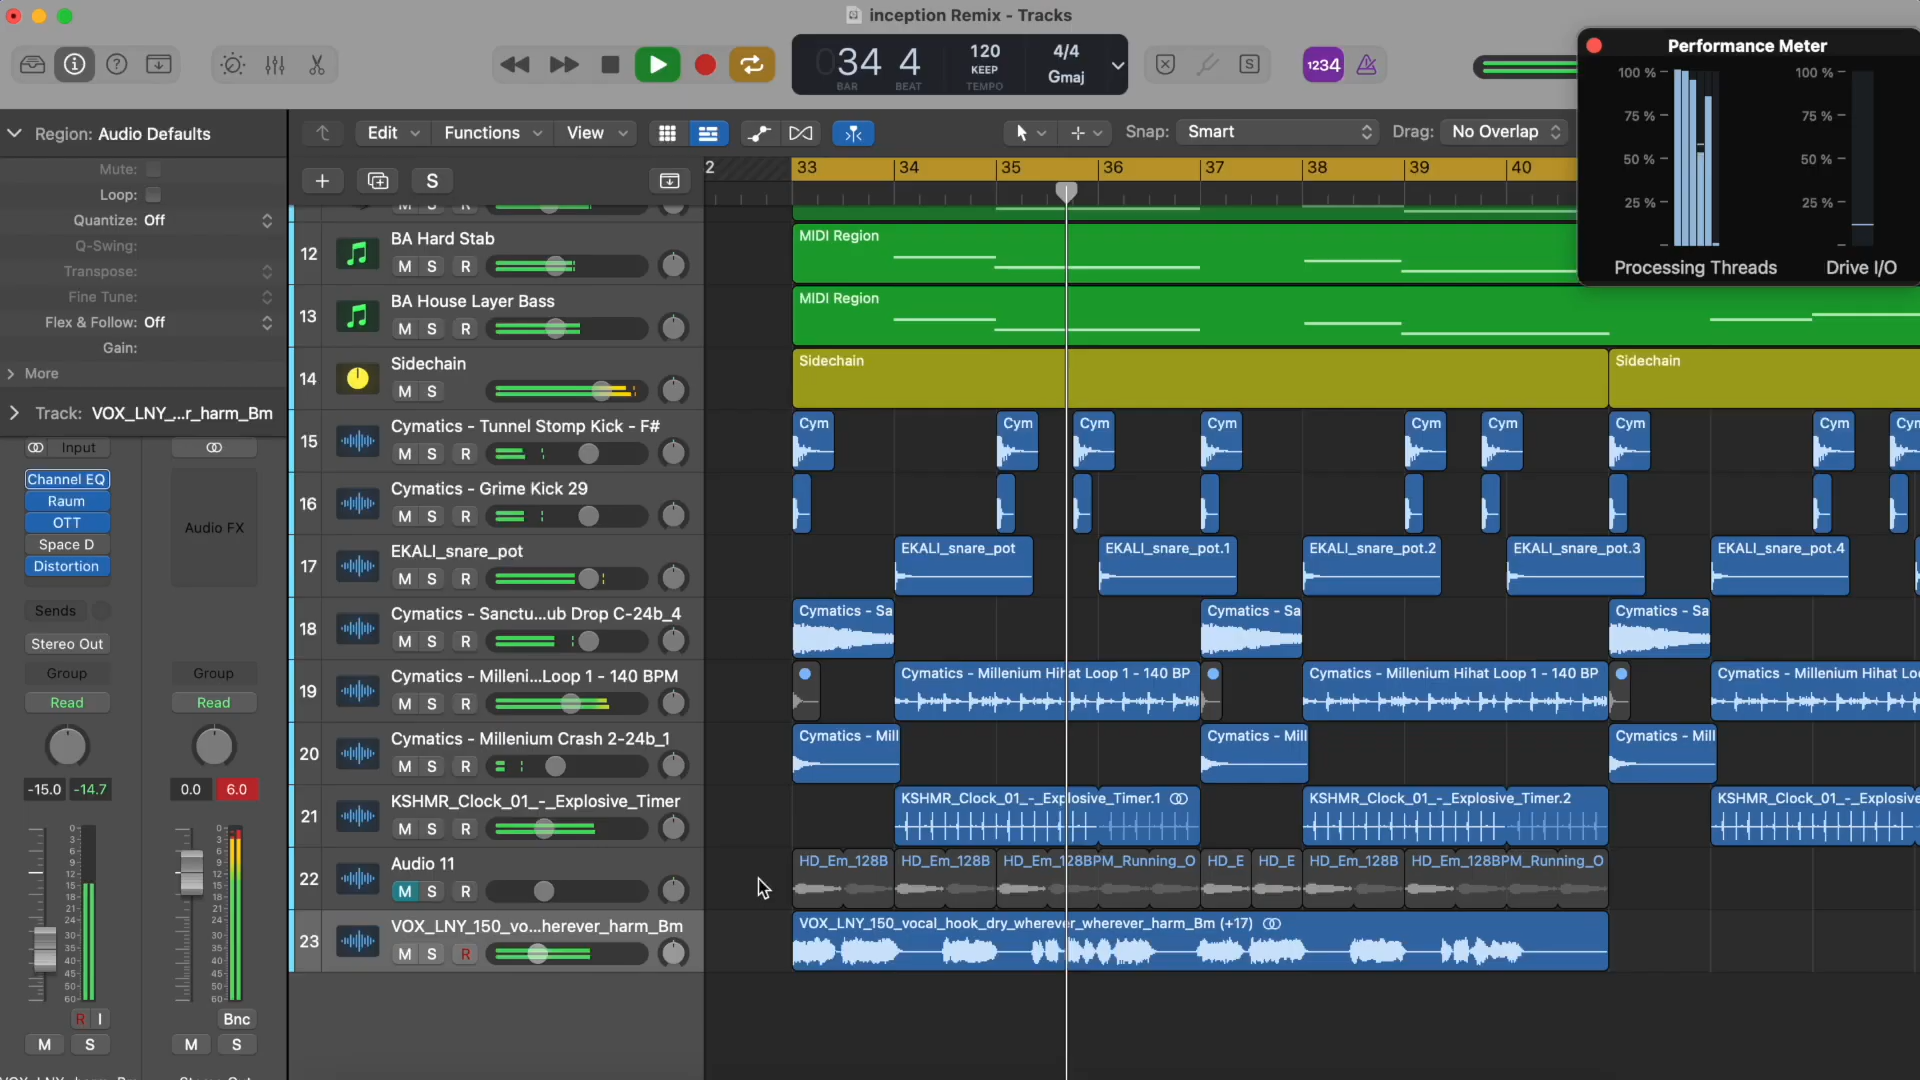 inception Remix - Tracks
34 4
BAR BEAT
120
KEEP
TEMPO
4/4
Gmaj
S
1234
Performance Meter
100 %
75 %
50 %
25 %
Processing Threads
100 %
75 %
50 %
25 %
Drive I/O
Region: Audio Defaults
Mute:
Loop:
Quantize: Off
Q-Swing:
Transpose:
Fine Tune:
Flex & Follow: Off
Gain:
More
Track: VOX_LNY_...r_harm_Bm
Input
Channel EQ
Raum
OTT
Space D
Distortion
Audio FX
Sends
Stereo Out
Group
Group
Read
Read
-15.0 -14.7
0.0 6.0
R I
Bnc
M S
M S
Edit Functions View
Snap: Smart
Drag: No Overlap
S
2 33 34 35 36 37 38 39 40
12 BA Hard Stab
M S R
MIDI Region
13 BA House Layer Bass
M S R
MIDI Region
14 Sidechain
M S
Sidechain Sidechain
15 Cymatics - Tunnel Stomp Kick - F#
M S R
Cym Cym Cym Cym Cym Cym Cym Cym Cym
16 Cymatics - Grime Kick 29
M S R
17 EKALI_snare_pot
M S R
EKALI_snare_pot EKALI_snare_pot.1 EKALI_snare_pot.2 EKALI_snare_pot.3 EKALI_snare_pot.4
18 Cymatics - Sanctu...ub Drop C-24b_4
M S R
Cymatics - Sa Cymatics - Sa Cymatics - Sa
19 Cymatics - Milleni...Loop 1 - 140 BPM
M S R
Cymatics - Millenium Hihat Loop 1 - 140 BP Cymatics - Millenium Hihat Loop 1 - 140 BP Cymatics - Millenium Hihat Loo
20 Cymatics - Millenium Crash 2-24b_1
M S R
Cymatics - Mill Cymatics - Mill Cymatics - Mill
21 KSHMR_Clock_01_-_Explosive_Timer
M S R
KSHMR_Clock_01_-_Explosive_Timer.1 KSHMR_Clock_01_-_Explosive_Timer.2 KSHMR_Clock_01_-_Explosive
22 Audio 11
M S R
HD_Em_128B HD_Em_128B HD_Em_128BPM_Running_O HD_E HD_E HD_Em_128B HD_Em_128BPM_Running_O
23 VOX_LNY_150_vo...herever_harm_Bm
M S R
VOX_LNY_150_vocal_hook_dry_wherever_wherever_harm_Bm (+17)